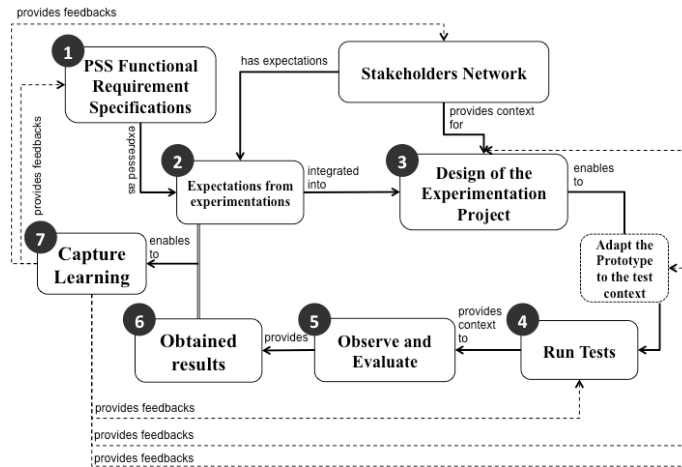 provides feedbacks
1
PSS Functional
Requirement
Specifications
has expectations
Stakeholders Network
provides context
for
provides feedbacks
expressed as
2
Expectations from
experimentations
integrated
into
3
Design of the
Experimentation
Project
enables
to
7
Capture
Learning
enables
to
Adapt the
Prototype
to the test
context
6
Obtained
results
provides
5
Observe and
Evaluate
provides
context
to
4
Run Tests
provides feedbacks
provides feedbacks
provides feedbacks